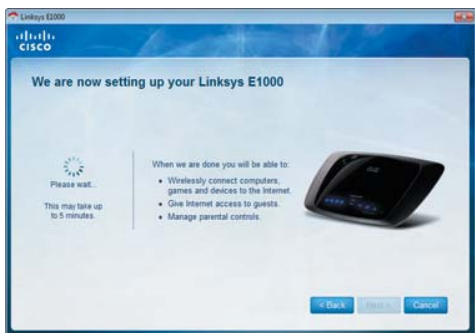 Linksys E1000
CISCO
We are now setting up your Linksys E1000
Please wait...
This may take up
to 5 minutes.
When we are done you will be able to:
• Wirelessly connect computers,
games and devices to the Internet.
• Give Internet access to guests.
• Manage parental controls.
< Back
Next >
Cancel